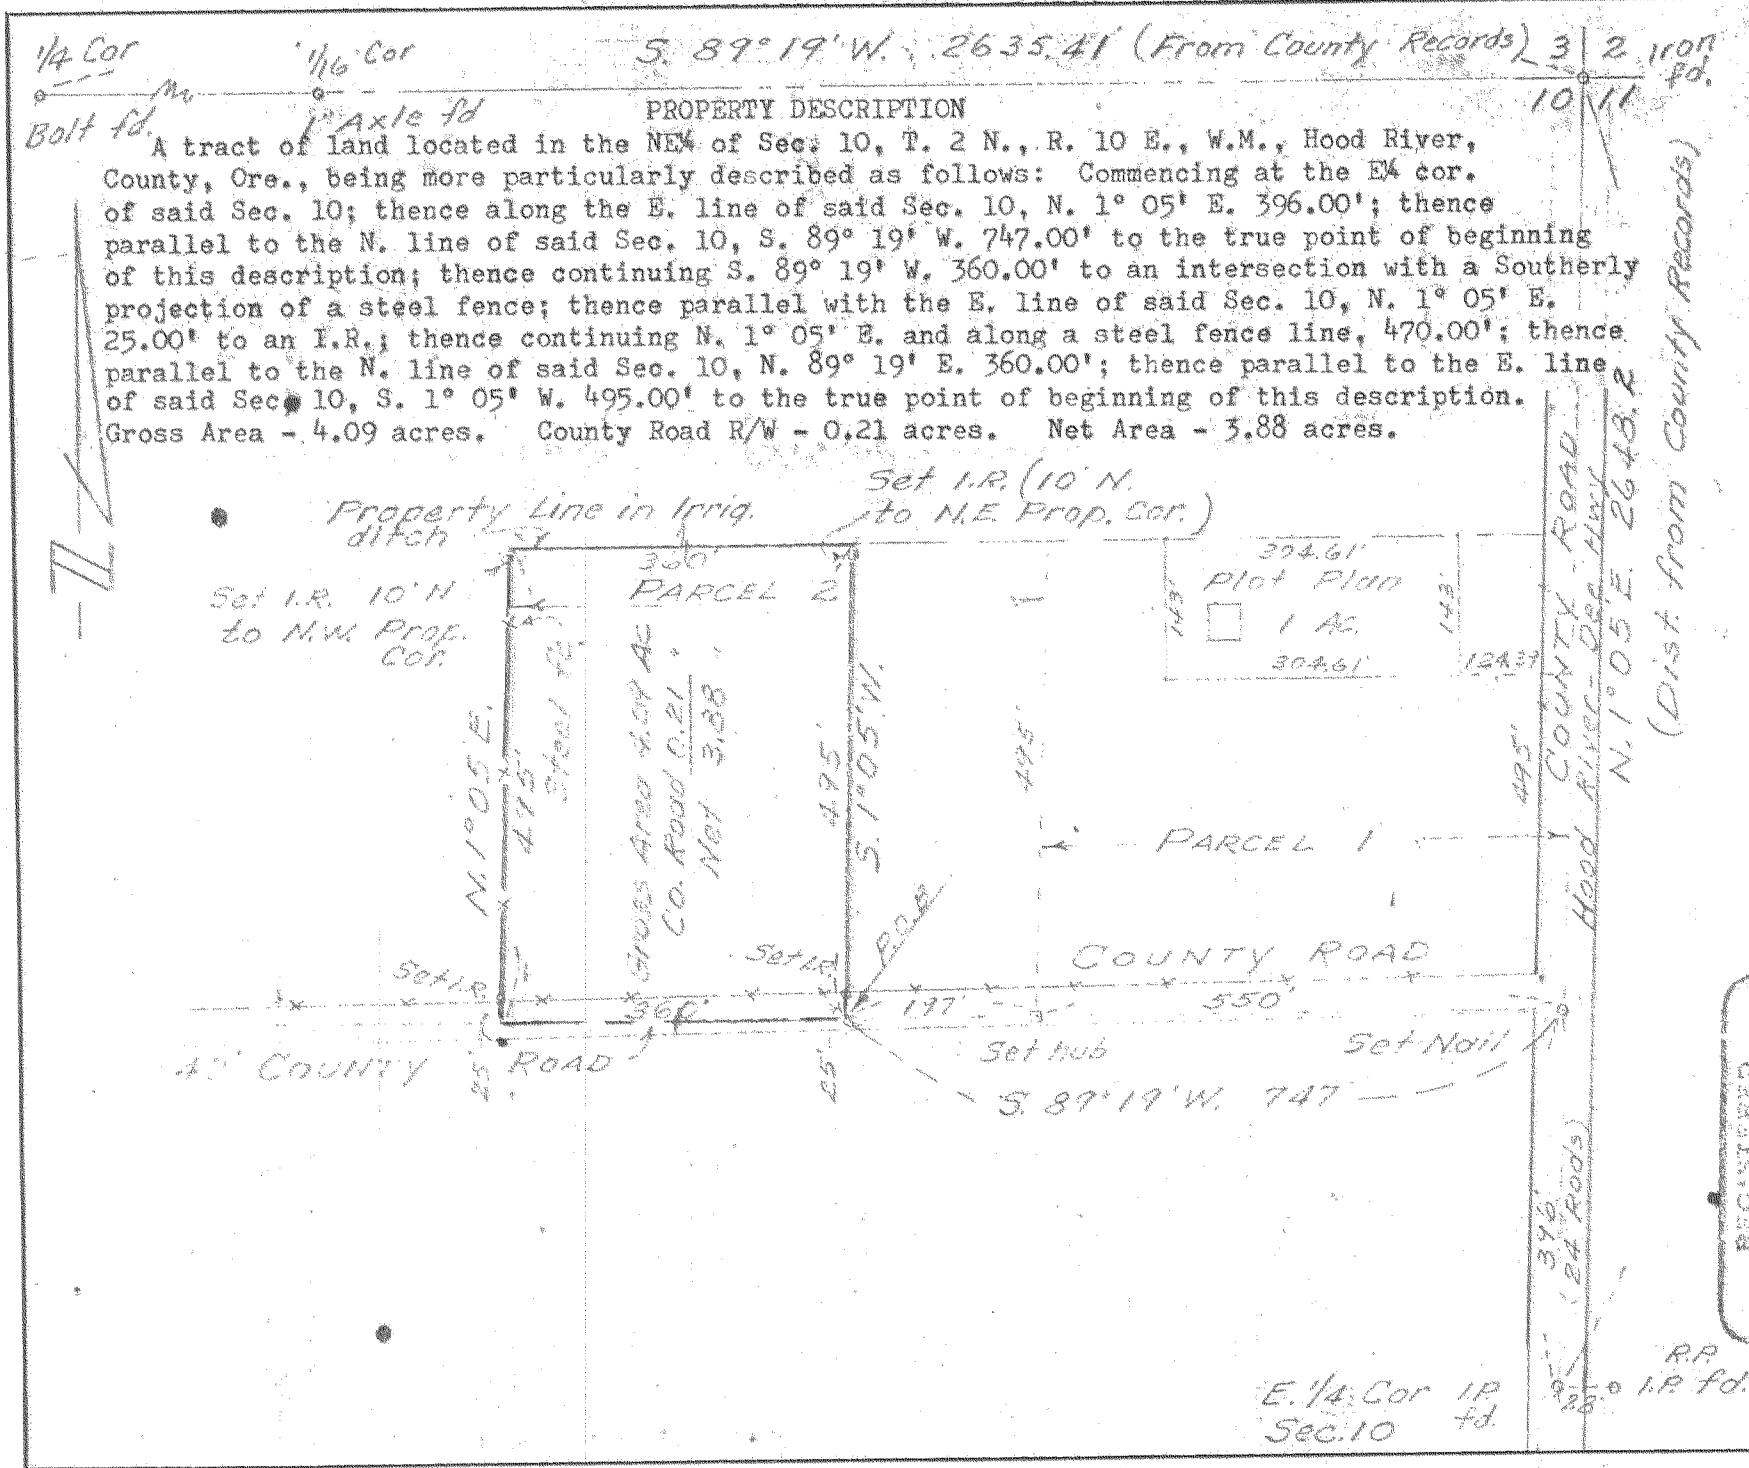 1/4 Cor
1/16 Cor
S. 89° 19' W. 2635.41' (From County Records)
3 | 2
10 | 11
Iron fd.
Bolt fd.
1" Axle fd
PROPERTY DESCRIPTION
A tract of land located in the NE¼ of Sec. 10, T. 2 N., R. 10 E., W.M., Hood River,
County, Ore., being more particularly described as follows: Commencing at the E¼ cor.
of said Sec. 10; thence along the E. line of said Sec. 10, N. 1° 05' E. 396.00'; thence
parallel to the N. line of said Sec. 10, S. 89° 19' W. 747.00' to the true point of beginning
of this description; thence continuing S. 89° 19' W. 360.00' to an intersection with a Southerly
projection of a steel fence; thence parallel with the E. line of said Sec. 10, N. 1° 05' E.
25.00' to an I.R.; thence continuing N. 1° 05' E. and along a steel fence line, 470.00'; thence
parallel to the N. line of said Sec. 10, N. 89° 19' E. 360.00'; thence parallel to the E. line
of said Sec. 10, S. 1° 05' W. 495.00' to the true point of beginning of this description.
Gross Area - 4.09 acres. County Road R/W - 0.21 acres. Net Area - 3.88 acres.
N. 1° 05' E. 2648.2
(Dist. from County Records)
COUNTY ROAD
Hood River - Dee Hwy
Hood
Set I.R. (10' N.
to N.E. Prop. Cor.)
Property Line in Irrig.
ditch
Set I.R. 10' N
to N.W. Prop.
Cor.
360'
PARCEL 2
304.61'
Plot Plan
1 Ac.
143'
143'
304.61'
124.39
N. 1° 05' E.
495'
Steel fe.
Gross Area 4.09 Ac
Co. Road 0.21 "
Net 3.88 "
495'
S. 1° 05' W.
495'
495'
PARCEL 1
P.O.B.
COUNTY ROAD
Set I.R.
Set I.R.
360'
197'
550'
COUNTY ROAD
25'
25'
Set hub
Set Nail
S. 89° 19' W. 747'
396'
(24 Rods)
E. 1/4 Cor I.P.
fd.
Sec. 10
R.P.
I.P. fd.